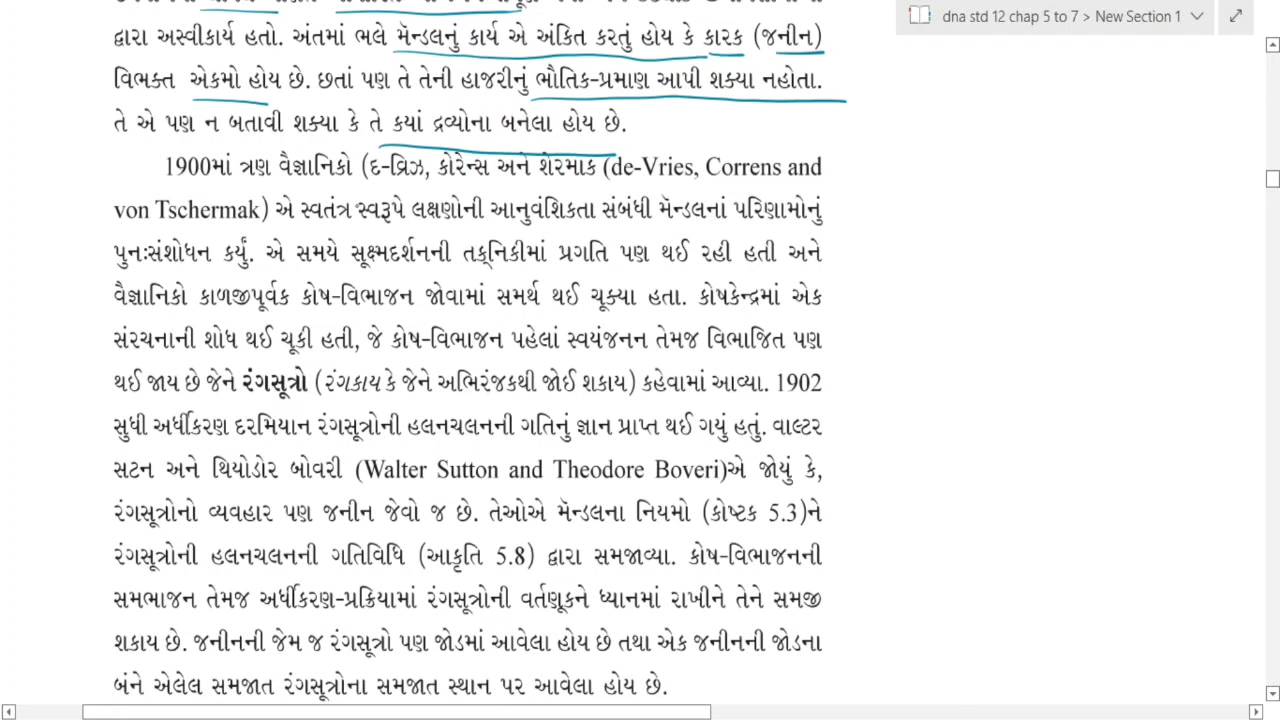 dna std 12 chap 5 to 7 > New Section 1
દ્વારા અસ્વીકાર્ય હતો. અંતમાં ભલે મૅન્ડલનું કાર્ય એ અંકિત કરતું હોય કે કારક (જનીન)
વિભક્ત એકમો હોય છે. છતાં પણ તે તેની હાજરીનું ભૌતિક-પ્રમાણ આપી શક્યા નહોતા.
તે એ પણ ન બતાવી શક્યા કે તે કયાં દ્રવ્યોના બનેલા હોય છે.
1900માં ત્રણ વૈજ્ઞાનિકો (દ-વ્રિઝ, કોરેન્સ અને શેરમાક (de-Vries, Correns and
von Tschermak) એ સ્વતંત્ર સ્વરૂપે લક્ષણોની આનુવંશિકતા સંબંધી મૅન્ડલનાં પરિણામોનું
પુનઃસંશોધન કર્યું. એ સમયે સૂક્ષ્મદર્શનની તક્નિકીમાં પ્રગતિ પણ થઈ રહી હતી અને
વૈજ્ઞાનિકો કાળજીપૂર્વક કોષ-વિભાજન જોવામાં સમર્થ થઈ ચૂક્યા હતા. કોષકેન્દ્રમાં એક
સંરચનાની શોધ થઈ ચૂકી હતી, જે કોષ-વિભાજન પહેલાં સ્વયંજનન તેમજ વિભાજિત પણ
થઈ જાય છે જેને રંગસૂત્રો (રંગકાય કે જેને અભિરંજકથી જોઈ શકાય) કહેવામાં આવ્યા. 1902
સુધી અર્ધીકરણ દરમિયાન રંગસૂત્રોની હલનચલનની ગતિનું જ્ઞાન પ્રાપ્ત થઈ ગયું હતું. વાલ્ટર
સટન અને થિયોડોર બોવરી (Walter Sutton and Theodore Boveri)એ જોયું કે,
રંગસૂત્રોનો વ્યવહાર પણ જનીન જેવો જ છે. તેઓએ મૅન્ડલના નિયમો (કોષ્ટક 5.3)ને
રંગસૂત્રોની હલનચલનની ગતિવિધિ (આકૃતિ 5.8) દ્વારા સમજાવ્યા. કોષ-વિભાજનની
સમભાજન તેમજ અર્ધીકરણ-પ્રક્રિયામાં રંગસૂત્રોની વર્તણૂકને ધ્યાનમાં રાખીને તેને સમજી
શકાય છે. જનીનની જેમ જ રંગસૂત્રો પણ જોડમાં આવેલા હોય છે તથા એક જનીનની જોડના
બંને એલેલ સમજાત રંગસૂત્રોના સમજાત સ્થાન પર આવેલા હોય છે.